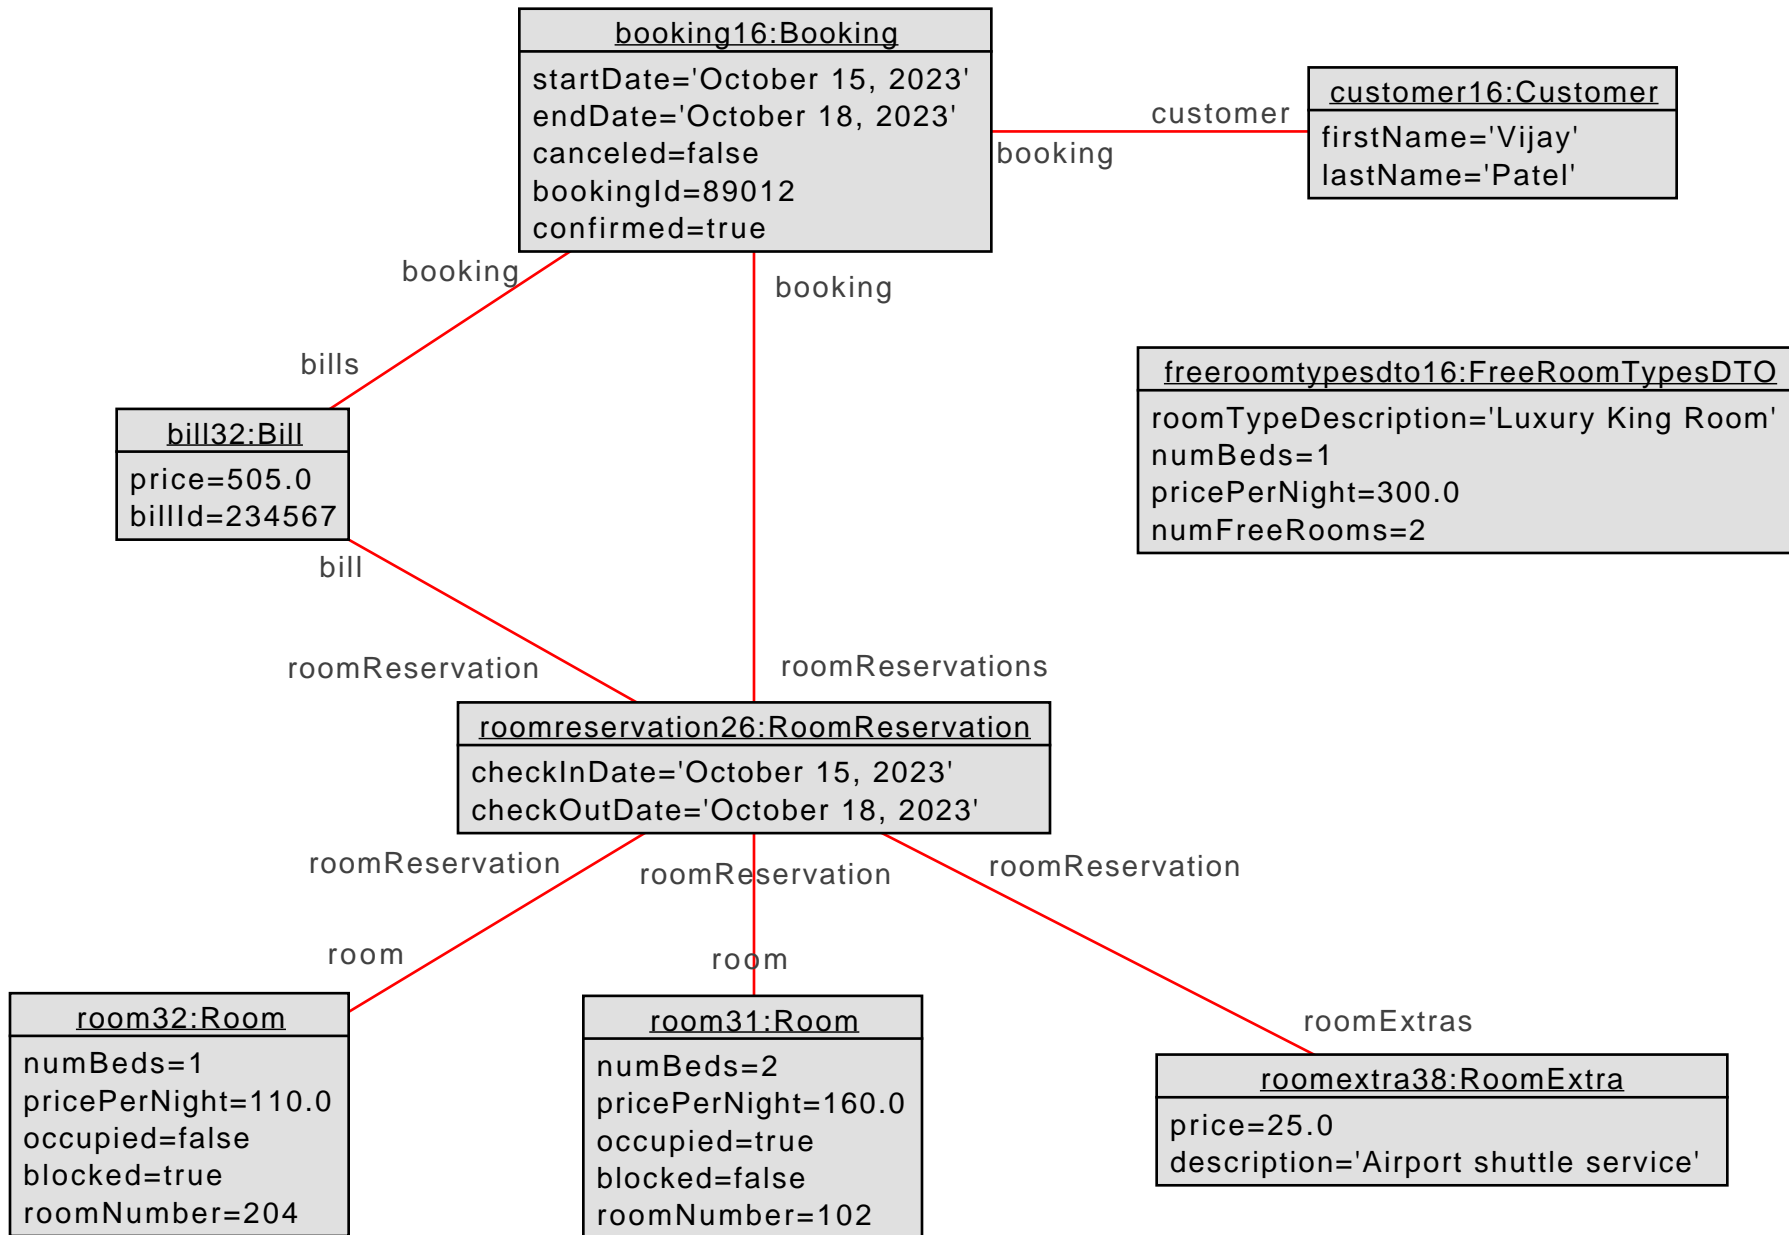 booking16:Booking
startDate='October 15, 2023'
endDate='October 18, 2023'
canceled=false
bookingId=89012
confirmed=true
customer
booking
customer16:Customer
firstName='Vijay'
lastName='Patel'
booking
booking
bills
freeroomtypesdto16:FreeRoomTypesDTO
roomTypeDescription='Luxury King Room'
numBeds=1
pricePerNight=300.0
numFreeRooms=2
bill32:Bill
price=505.0
billId=234567
bill
roomReservation
roomReservations
roomreservation26:RoomReservation
checkInDate='October 15, 2023'
checkOutDate='October 18, 2023'
roomReservation
roomReservation
roomReservation
room
room
roomExtras
room32:Room
numBeds=1
pricePerNight=110.0
occupied=false
blocked=true
roomNumber=204
room31:Room
numBeds=2
pricePerNight=160.0
occupied=true
blocked=false
roomNumber=102
roomextra38:RoomExtra
price=25.0
description='Airport shuttle service'